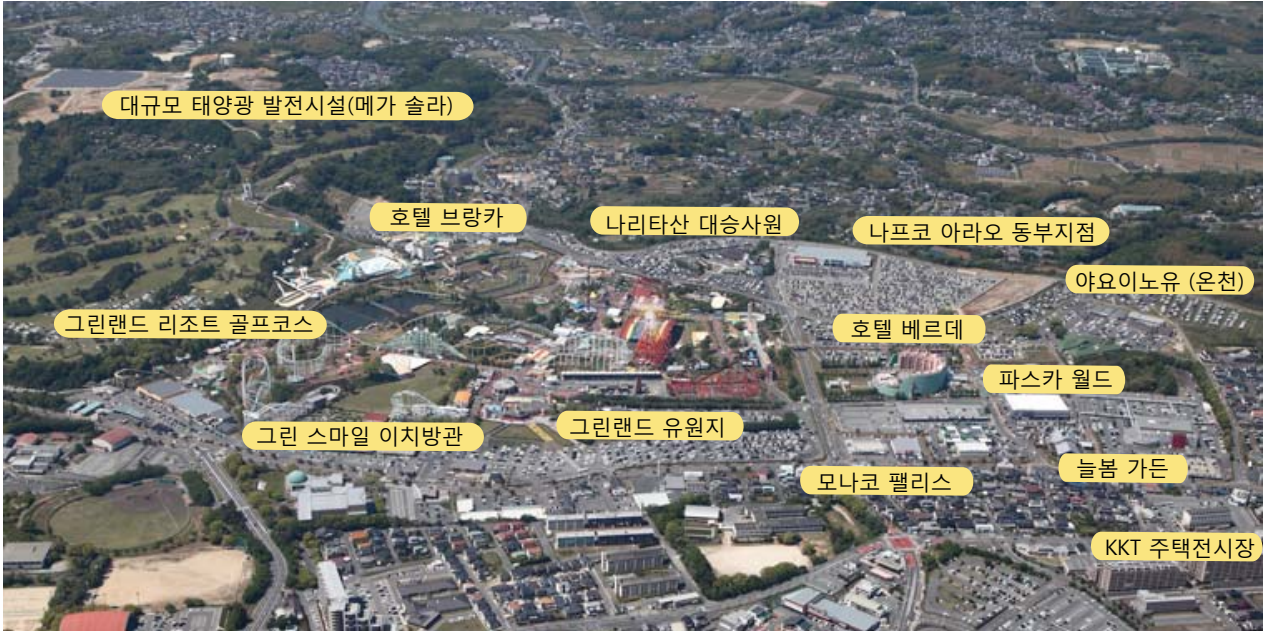 대규모 태양광 발전시설(메가 솔라)
호텔 브랑카
나리타산 대승사원
나프코 아라오 동부지점
야요이노유 (온천)
그린랜드 리조트 골프코스
호텔 베르데
파스카 월드
그린 스마일 이치방관
그린랜드 유원지
모나코 팰리스
늘봄 가든
KKT 주택전시장